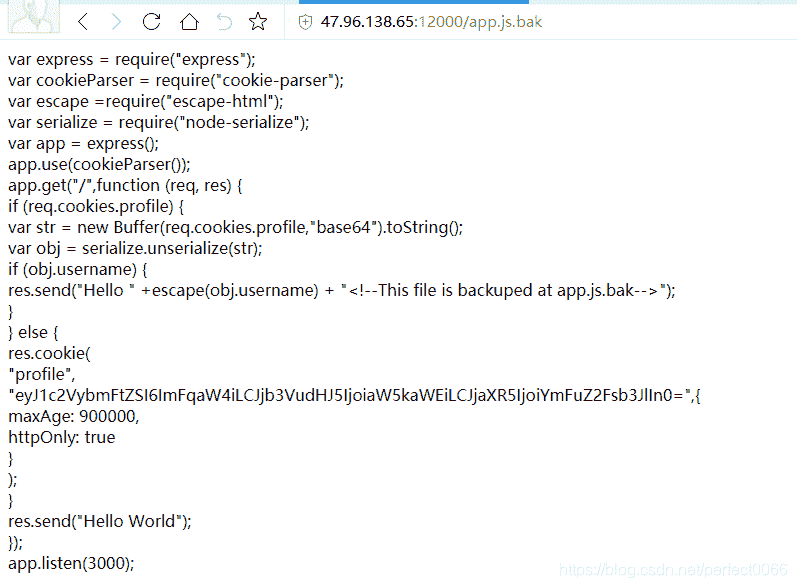 47.96.138.65:12000/app.js.bak
var express = require("express");
var cookieParser = require("cookie-parser");
var escape =require("escape-html");
var serialize = require("node-serialize");
var app = express();
app.use(cookieParser());
app.get("/",function (req, res) {
if (req.cookies.profile) {
var str = new Buffer(req.cookies.profile,"base64").toString();
var obj = serialize.unserialize(str);
if (obj.username) {
res.send("Hello " +escape(obj.username) + "<!--This file is backuped at app.js.bak-->");
}
} else {
res.cookie(
"profile",
"eyJ1c2VybmFtZSI6ImFqaW4iLCJjb3VudHJ5IjoiaW5kaWEiLCJjaXR5IjoiYmFuZ2Fsb3JlIn0=",{
maxAge: 900000,
httpOnly: true
}
);
}
res.send("Hello World");
});
app.listen(3000);
https://blog.csdn.net/perfect0066